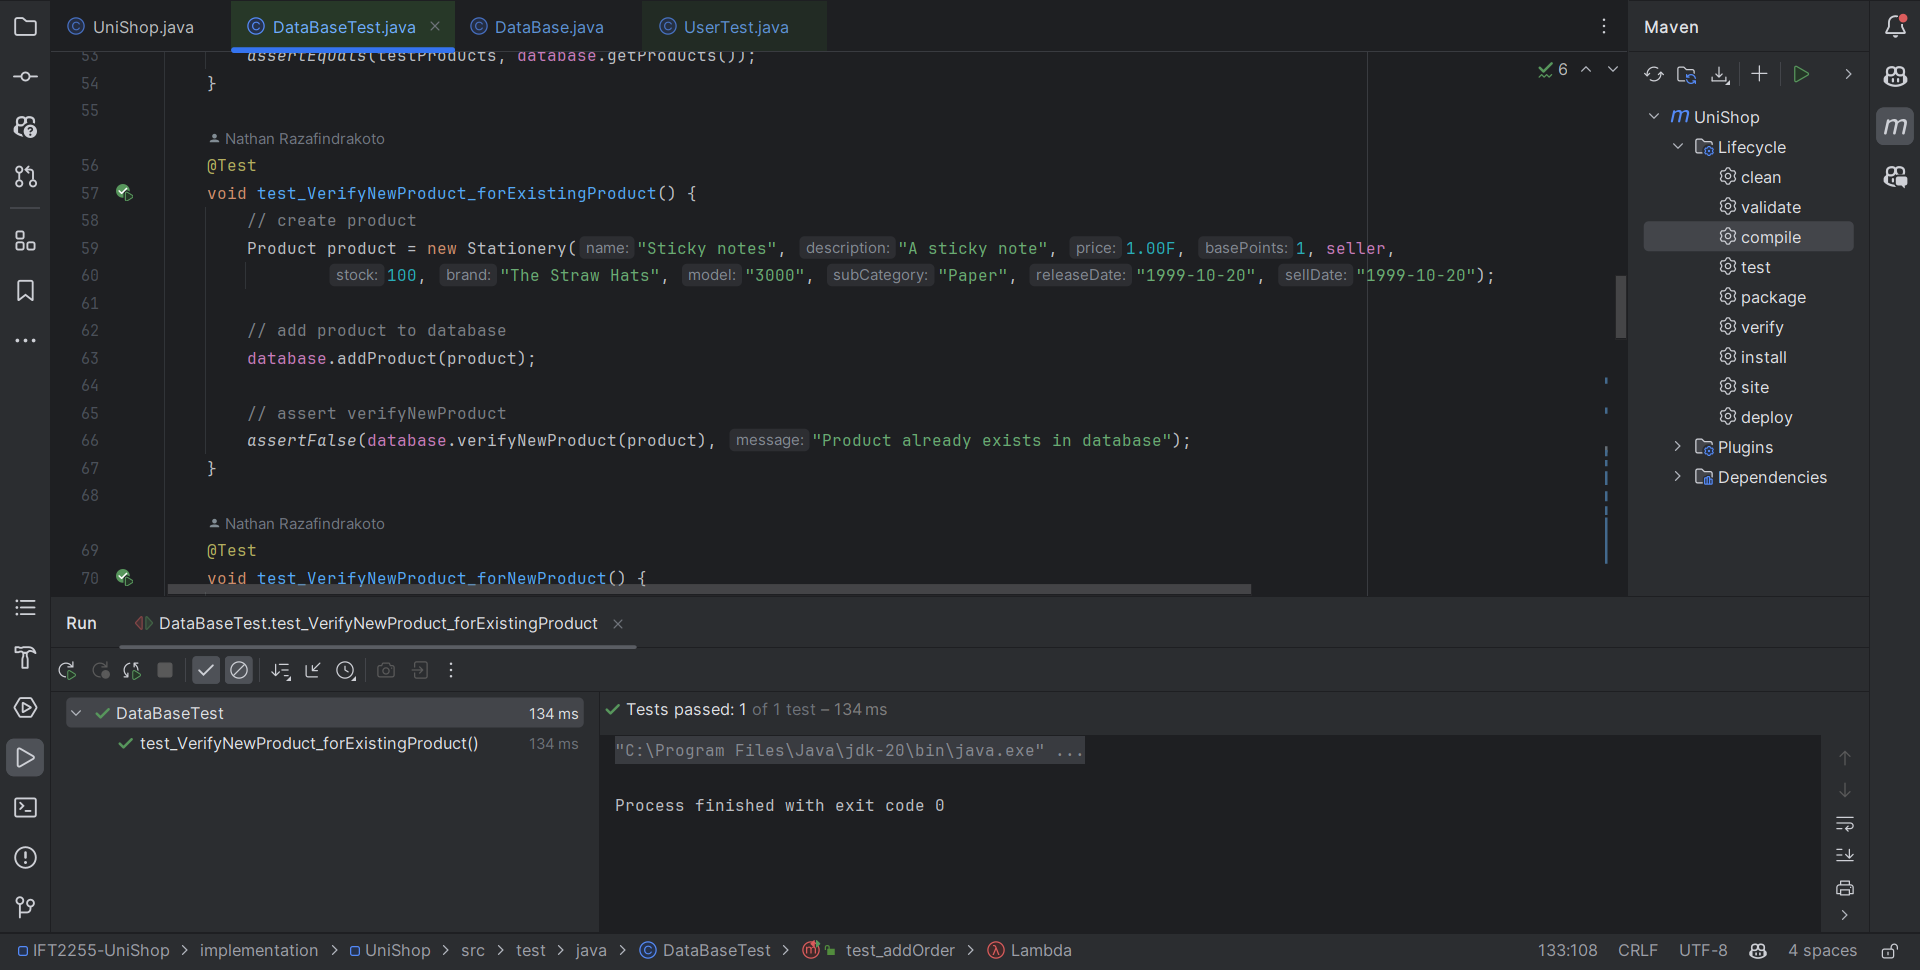 UniShop.java
DataBaseTest.java
DataBase.java
UserTest.java
Maven
53 assertEquals(testProducts, database.getProducts());
6
54 }
55
Nathan Razafindrakoto
56 @Test
57 void test_VerifyNewProduct_forExistingProduct() {
58 // create product
59 Product product = new Stationery( name: "Sticky notes", description: "A sticky note", price: 1.00F, basePoints: 1, seller,
60 stock: 100, brand: "The Straw Hats", model: "3000", subCategory: "Paper", releaseDate: "1999-10-20", sellDate: "1999-10-20");
61
62 // add product to database
63 database.addProduct(product);
64
65 // assert verifyNewProduct
66 assertFalse(database.verifyNewProduct(product), message: "Product already exists in database");
67 }
68
Nathan Razafindrakoto
69 @Test
70 void test_VerifyNewProduct_forNewProduct() {
m UniShop
Lifecycle
clean
validate
compile
test
package
verify
install
site
deploy
Plugins
Dependencies
m
Run
DataBaseTest.test_VerifyNewProduct_forExistingProduct
DataBaseTest 134 ms
test_VerifyNewProduct_forExistingProduct() 134 ms
Tests passed: 1 of 1 test – 134 ms
"C:\Program Files\Java\jdk-20\bin\java.exe" ...
Process finished with exit code 0
IFT2255-UniShop > implementation > UniShop > src > test > java > DataBaseTest > test_addOrder > Lambda
133:108 CRLF UTF-8 4 spaces